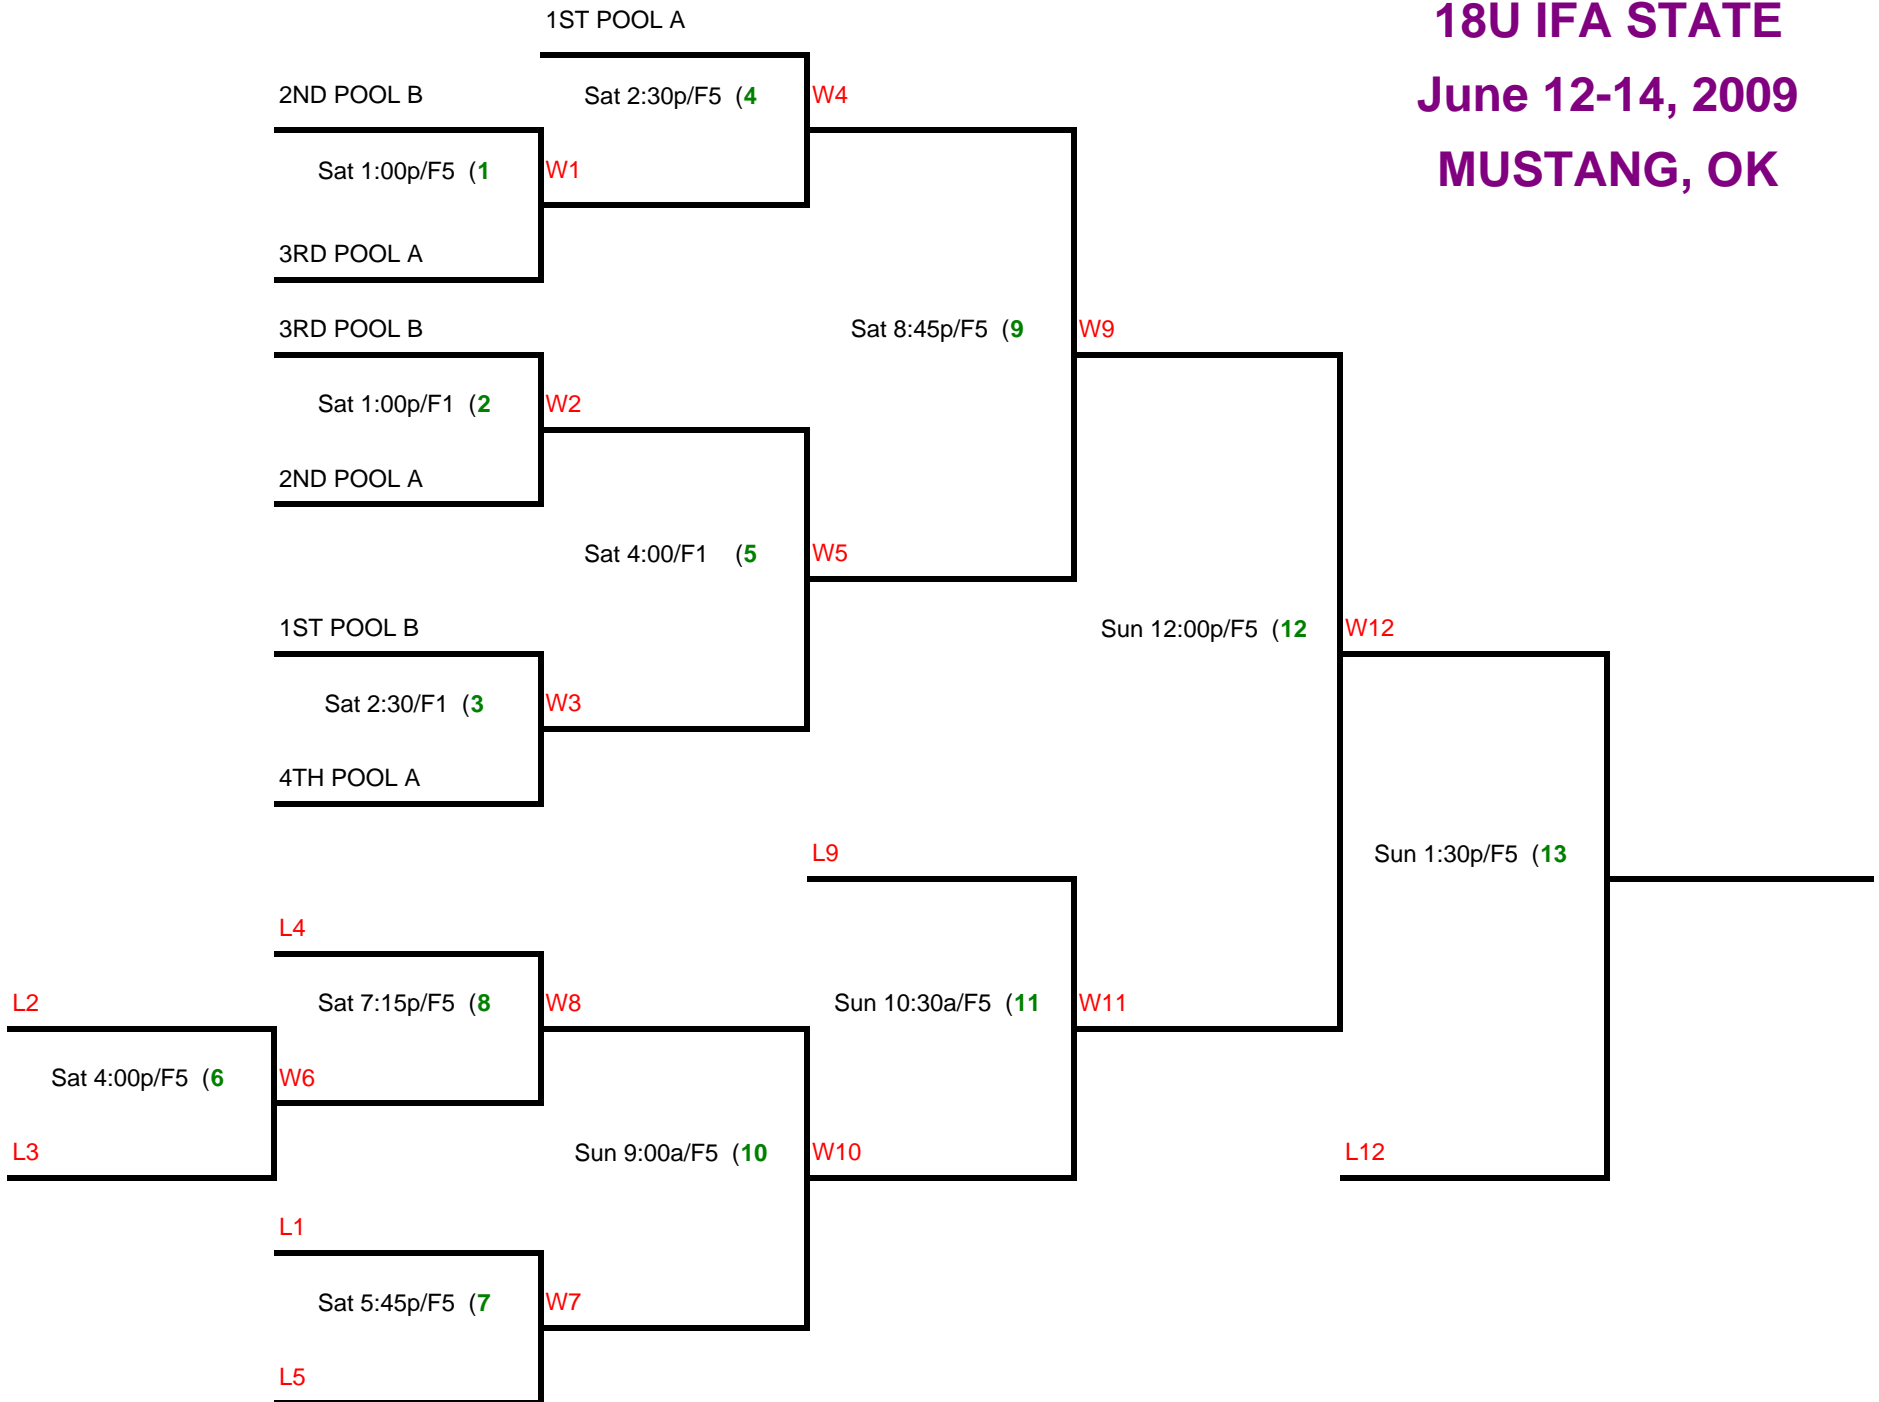 1ST POOL A
18U IFA STATE
2ND POOL B
Sat 2:30p/F5 (4
W4
June 12-14, 2009
Sat 1:00p/F5 (1
W1
MUSTANG, OK
3RD POOL A
3RD POOL B
Sat 8:45p/F5 (9
W9
Sat 1:00p/F1 (2
W2
2ND POOL A
Sat 4:00/F1 (5
W5
1ST POOL B
Sun 12:00p/F5 (12
W12
Sat 2:30/F1 (3
W3
4TH POOL A
L9
Sun 1:30p/F5 (13
L4
L2
Sat 7:15p/F5 (8
W8
Sun 10:30a/F5 (11
W11
Sat 4:00p/F5 (6
W6
L3
Sun 9:00a/F5 (10
W10
L12
L1
Sat 5:45p/F5 (7
W7
L5